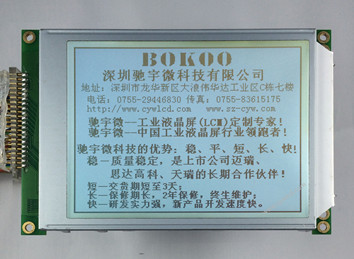 BOKOO
深圳驰宇微科技有限公司
地址：深圳市龙华新区大浪伟华达工业区C栋七楼
电话：0755-29446830 传真：0755-83615175
http://www.cywlcd.com http://www.sz-cyw.com
驰宇微——工业液晶屏(LCM)定制专家！
驰宇微——中国工业液晶屏行业领跑者！
驰宇微科技的优势：稳、平、短、长、快！
稳－质量稳定，是上市公司迈瑞、
思达高科、天瑞的长期合作伙伴！
短－交货期短至3天；
长－保修期长，2年保修，终生维护；
快－研发实力强，新产品开发速度快。